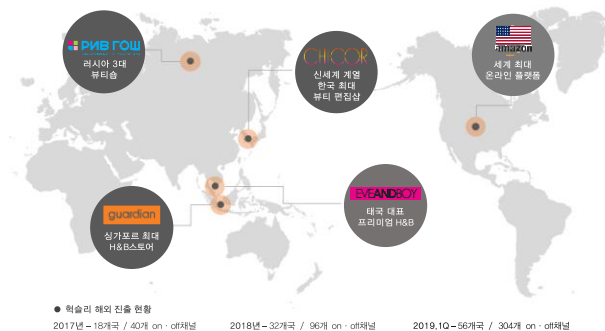 РИВ ГОШ
러시아 3대
뷰티숍
CHICOR
신세계 계열
한국 최대
뷰티 편집샵
amazon
세계 최대
온라인 플랫폼
guardian
싱가포르 최대
H&B스토어
EVEANDBOY
태국 대표
프리미엄 H&B
● 헉슬리 해외 진출 현황
2017년 – 18개국 / 40개 on · off채널
2018년 – 32개국 / 96개 on · off채널
2019.1Q – 56개국 / 304개 on · off채널